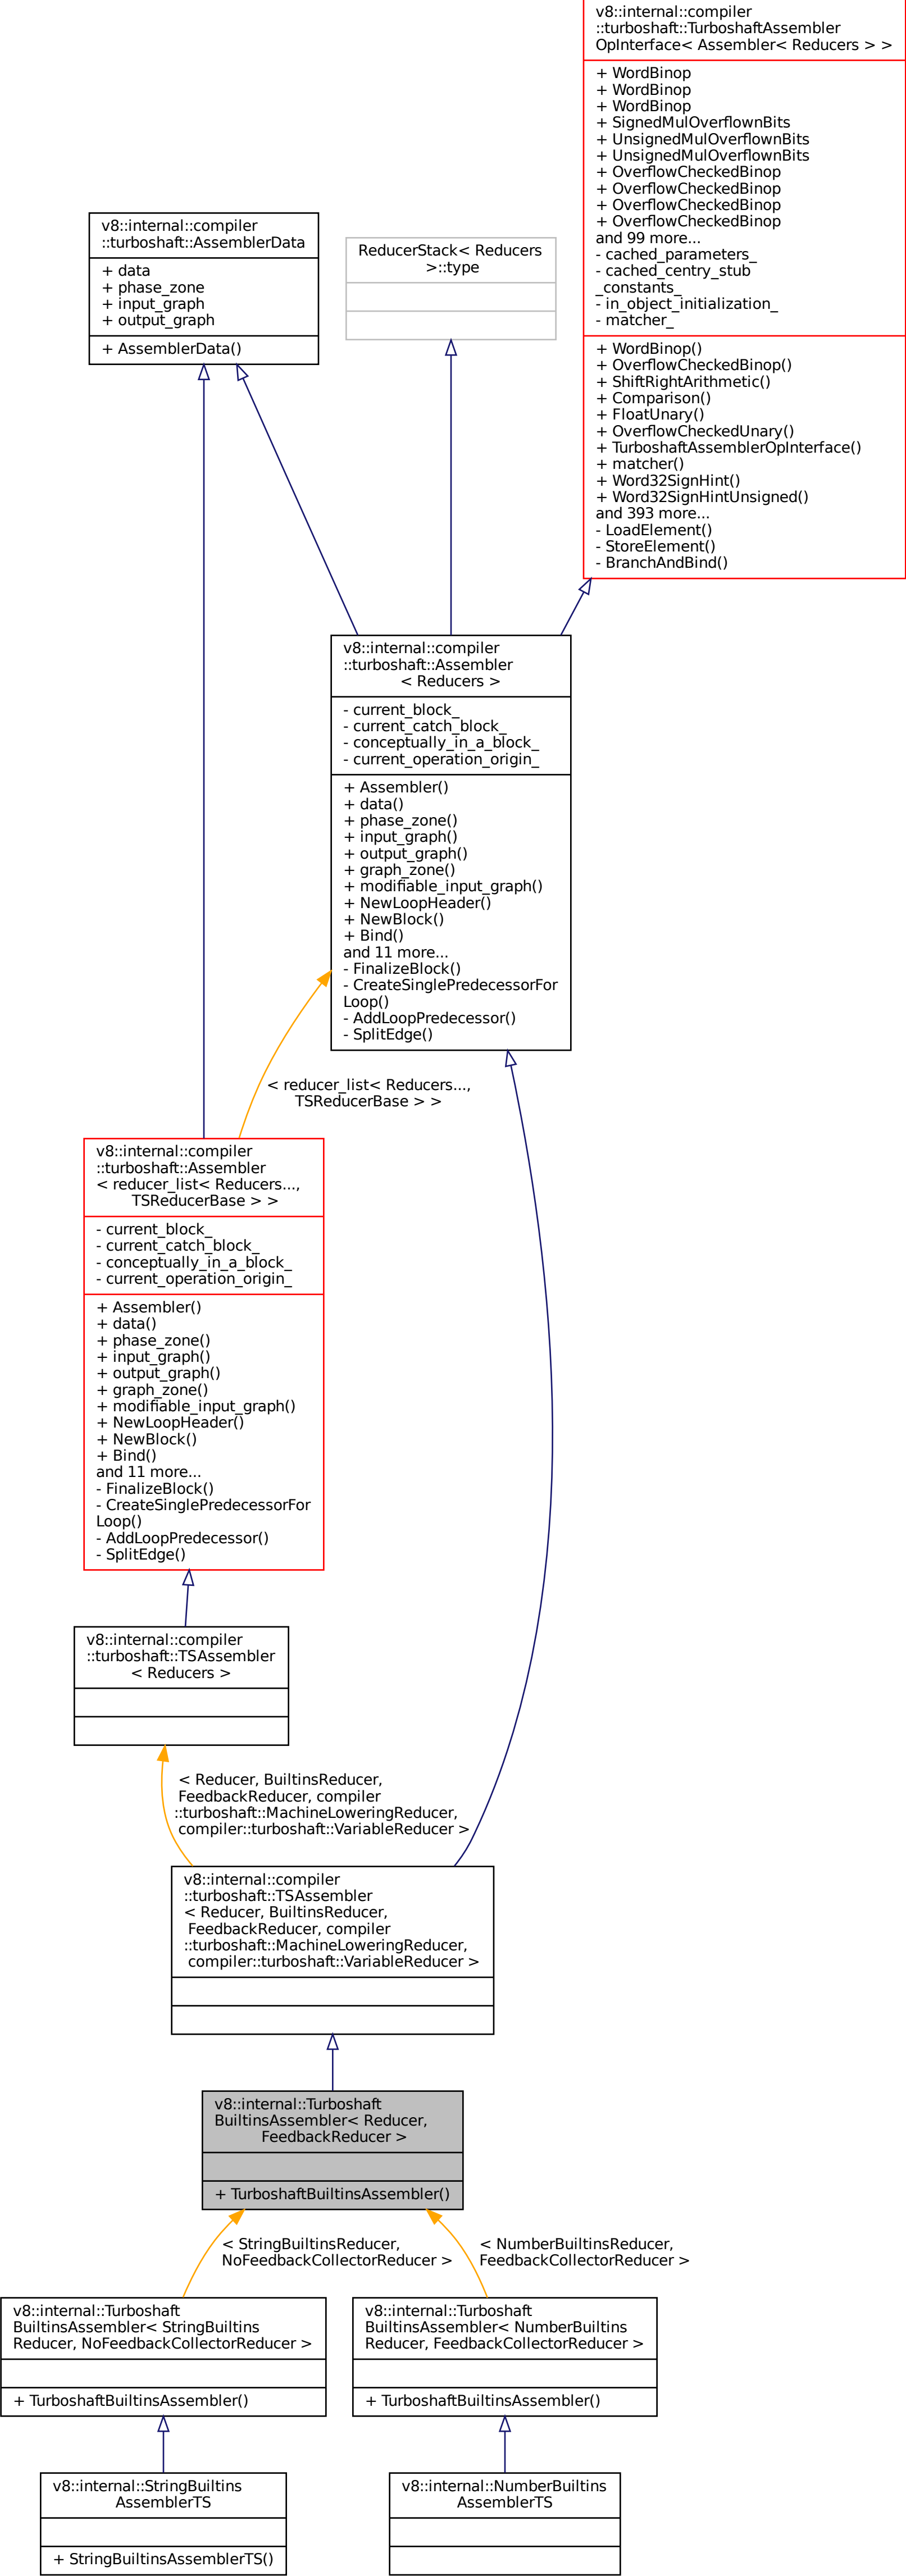 v8::internal::compiler
::turboshaft::TurboshaftAssembler
OpInterface< Assembler< Reducers > >
+ WordBinop
+ WordBinop
+ WordBinop
+ SignedMulOverflownBits
+ UnsignedMulOverflownBits
+ UnsignedMulOverflownBits
+ OverflowCheckedBinop
+ OverflowCheckedBinop
+ OverflowCheckedBinop
+ OverflowCheckedBinop
and 99 more...
- cached_parameters_
- cached_centry_stub
_constants_
- in_object_initialization_
- matcher_
+ WordBinop()
+ OverflowCheckedBinop()
+ ShiftRightArithmetic()
+ Comparison()
+ FloatUnary()
+ OverflowCheckedUnary()
+ TurboshaftAssemblerOpInterface()
+ matcher()
+ Word32SignHint()
+ Word32SignHintUnsigned()
and 393 more...
- LoadElement()
- StoreElement()
- BranchAndBind()
v8::internal::compiler
::turboshaft::AssemblerData
+ data
+ phase_zone
+ input_graph
+ output_graph
+ AssemblerData()
ReducerStack< Reducers
>::type
v8::internal::compiler
::turboshaft::Assembler
< Reducers >
- current_block_
- current_catch_block_
- conceptually_in_a_block_
- current_operation_origin_
+ Assembler()
+ data()
+ phase_zone()
+ input_graph()
+ output_graph()
+ graph_zone()
+ modifiable_input_graph()
+ NewLoopHeader()
+ NewBlock()
+ Bind()
and 11 more...
- FinalizeBlock()
- CreateSinglePredecessorFor
Loop()
- AddLoopPredecessor()
- SplitEdge()
< reducer_list< Reducers...,
TSReducerBase > >
v8::internal::compiler
::turboshaft::Assembler
< reducer_list< Reducers...,
TSReducerBase > >
- current_block_
- current_catch_block_
- conceptually_in_a_block_
- current_operation_origin_
+ Assembler()
+ data()
+ phase_zone()
+ input_graph()
+ output_graph()
+ graph_zone()
+ modifiable_input_graph()
+ NewLoopHeader()
+ NewBlock()
+ Bind()
and 11 more...
- FinalizeBlock()
- CreateSinglePredecessorFor
Loop()
- AddLoopPredecessor()
- SplitEdge()
v8::internal::compiler
::turboshaft::TSAssembler
< Reducers >
< Reducer, BuiltinsReducer,
FeedbackReducer, compiler
::turboshaft::MachineLoweringReducer,
compiler::turboshaft::VariableReducer >
v8::internal::compiler
::turboshaft::TSAssembler
< Reducer, BuiltinsReducer,
FeedbackReducer, compiler
::turboshaft::MachineLoweringReducer,
compiler::turboshaft::VariableReducer >
v8::internal::Turboshaft
BuiltinsAssembler< Reducer,
FeedbackReducer >
+ TurboshaftBuiltinsAssembler()
< StringBuiltinsReducer,
NoFeedbackCollectorReducer >
< NumberBuiltinsReducer,
FeedbackCollectorReducer >
v8::internal::Turboshaft
BuiltinsAssembler< StringBuiltins
Reducer, NoFeedbackCollectorReducer >
+ TurboshaftBuiltinsAssembler()
v8::internal::Turboshaft
BuiltinsAssembler< NumberBuiltins
Reducer, FeedbackCollectorReducer >
+ TurboshaftBuiltinsAssembler()
v8::internal::StringBuiltins
AssemblerTS
+ StringBuiltinsAssemblerTS()
v8::internal::NumberBuiltins
AssemblerTS